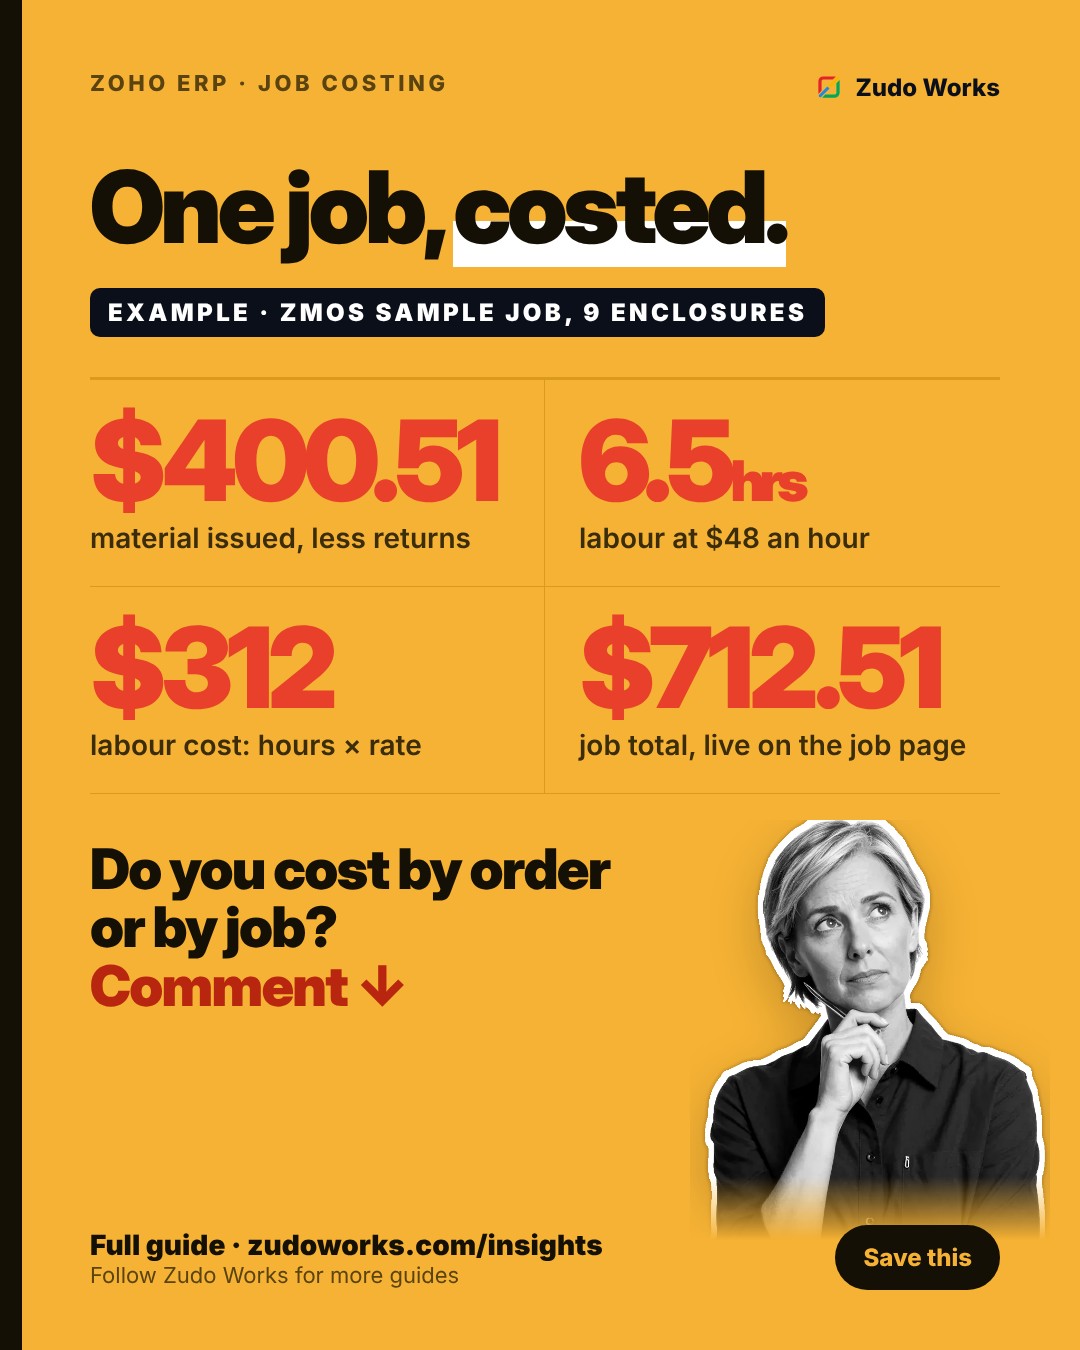 ZOHO ERP · JOB COSTING
Zudo Works
One job, costed.
EXAMPLE · ZMOS SAMPLE JOB, 9 ENCLOSURES
$400.51
material issued, less returns
6.5hrs
labour at $48 an hour
$312
labour cost: hours × rate
$712.51
job total, live on the job page
Do you cost by order
or by job?
Comment ↓
Full guide · zudoworks.com/insights
Follow Zudo Works for more guides
Save this